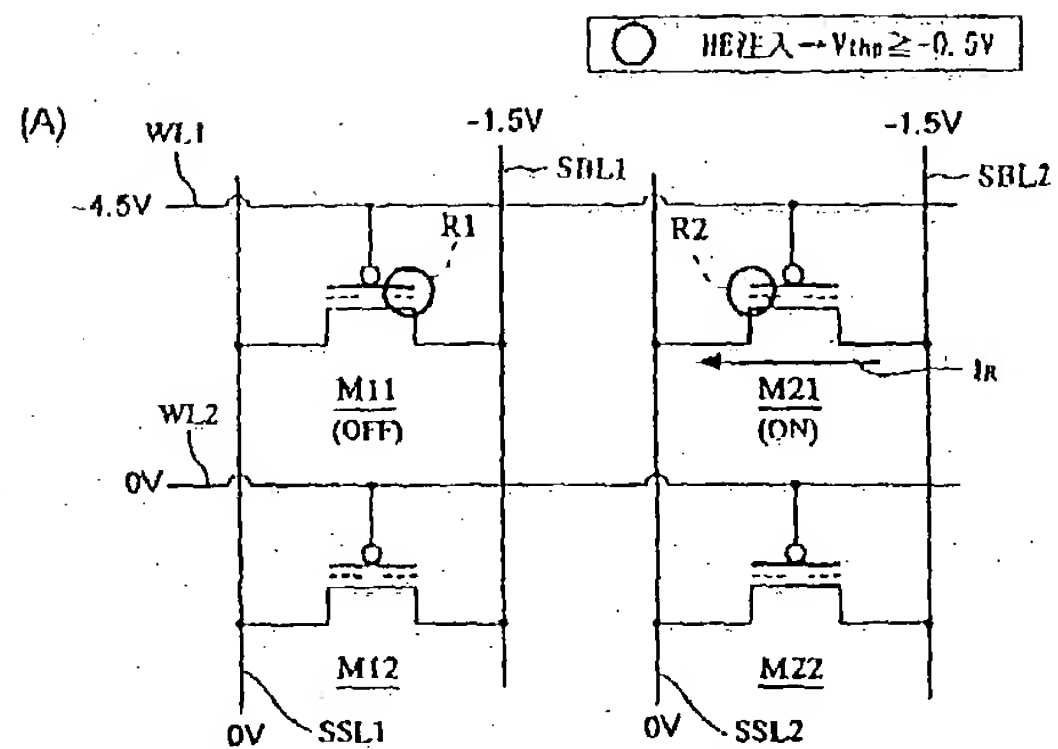 HE注入→Vthp≧-0.5V
(A)
WL1
-1.5V
-1.5V
SBL1
SBL2
-4.5V
R1
R2
IR
M11
(OFF)
M21
(ON)
WL2
0V
M12
M22
0V
SSL1
0V
SSL2